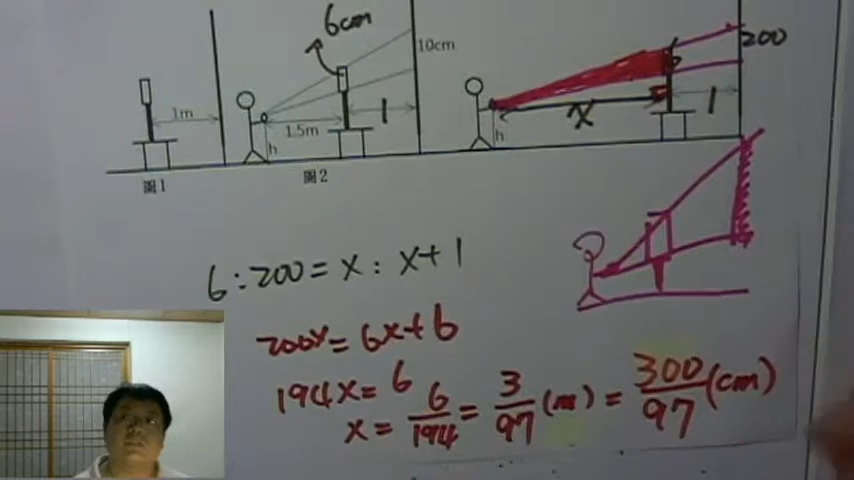 6cm
10cm
200
1m
1.5m
1
x
1
h
h
圖1
圖2
6:200 = x : x+1
200x = 6x+6
194x = 6
x = 6/194 = 3/97 (m) = 300/97 (cm)